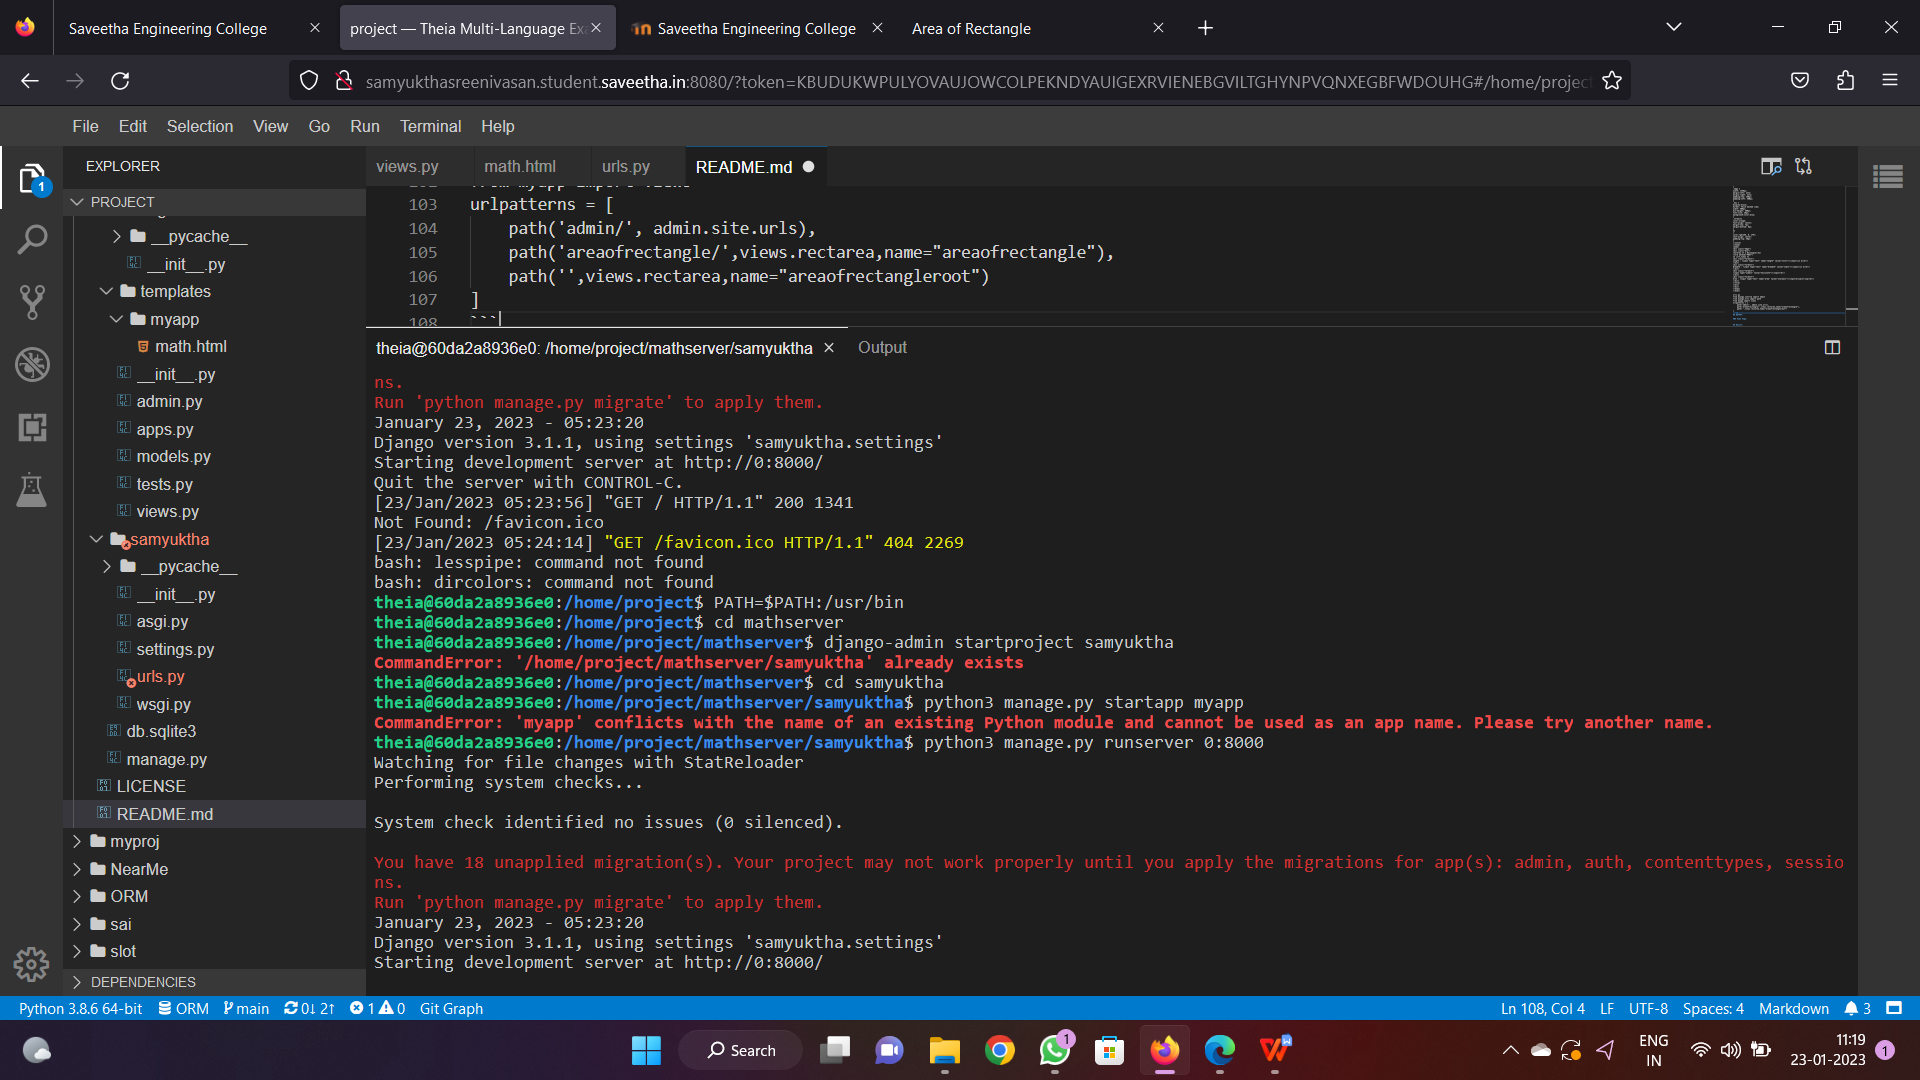 Saveetha Engineering College
project — Theia Multi-Language Exa
Saveetha Engineering College
Area of Rectangle
samyukthasreenivasan.student.saveetha.in:8080/?token=KBUDUKWPULYOVAUJOWCOLPEKNDYAUIGEXRVIENEBGVILTGHYNPVQNXEGBFWDOUHG#/home/projec
File Edit Selection View Go Run Terminal Help
EXPLORER
PROJECT
__pycache__
__init__.py
templates
myapp
math.html
__init__.py
admin.py
apps.py
models.py
tests.py
views.py
samyuktha
__pycache__
__init__.py
asgi.py
settings.py
urls.py
wsgi.py
db.sqlite3
manage.py
LICENSE
README.md
myproj
NearMe
ORM
sai
slot
DEPENDENCIES
views.py math.html urls.py README.md
from myapp import views
103 urlpatterns = [
104 path('admin/', admin.site.urls),
105 path('areaofrectangle/',views.rectarea,name="areaofrectangle"),
106 path('',views.rectarea,name="areaofrectangleroot")
107 ]
108 ```
theia@60da2a8936e0: /home/project/mathserver/samyuktha Output
ns.
Run 'python manage.py migrate' to apply them.
January 23, 2023 - 05:23:20
Django version 3.1.1, using settings 'samyuktha.settings'
Starting development server at http://0:8000/
Quit the server with CONTROL-C.
[23/Jan/2023 05:23:56] "GET / HTTP/1.1" 200 1341
Not Found: /favicon.ico
[23/Jan/2023 05:24:14] "GET /favicon.ico HTTP/1.1" 404 2269
bash: lesspipe: command not found
bash: dircolors: command not found
theia@60da2a8936e0:/home/project$ PATH=$PATH:/usr/bin
theia@60da2a8936e0:/home/project$ cd mathserver
theia@60da2a8936e0:/home/project/mathserver$ django-admin startproject samyuktha
CommandError: '/home/project/mathserver/samyuktha' already exists
theia@60da2a8936e0:/home/project/mathserver$ cd samyuktha
theia@60da2a8936e0:/home/project/mathserver/samyuktha$ python3 manage.py startapp myapp
CommandError: 'myapp' conflicts with the name of an existing Python module and cannot be used as an app name. Please try another name.
theia@60da2a8936e0:/home/project/mathserver/samyuktha$ python3 manage.py runserver 0:8000
Watching for file changes with StatReloader
Performing system checks...
System check identified no issues (0 silenced).
You have 18 unapplied migration(s). Your project may not work properly until you apply the migrations for app(s): admin, auth, contenttypes, sessio
ns.
Run 'python manage.py migrate' to apply them.
January 23, 2023 - 05:23:20
Django version 3.1.1, using settings 'samyuktha.settings'
Starting development server at http://0:8000/
Python 3.8.6 64-bit ORM main 0↓ 2↑ 1 0 Git Graph
Ln 108, Col 4 LF UTF-8 Spaces: 4 Markdown 3
Search
1
ENG
IN
11:19
23-01-2023
1